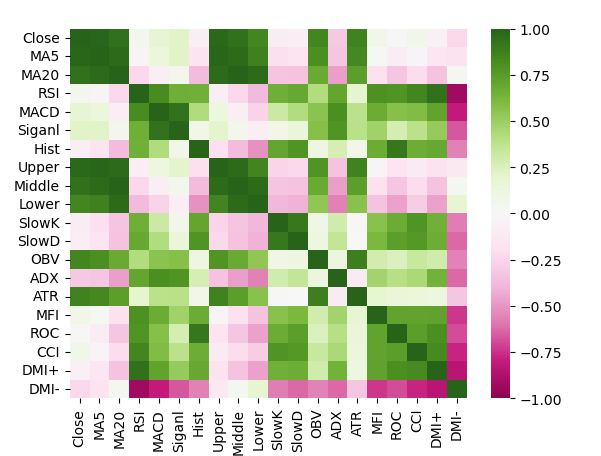 Close
MA5
MA20
RSI
MACD
Siganl
Hist
Upper
Middle
Lower
SlowK
SlowD
OBV
ADX
ATR
MFI
ROC
CCI
DMI+
DMI-
Close
MA5
MA20
RSI
MACD
Siganl
Hist
Upper
Middle
Lower
SlowK
SlowD
OBV
ADX
ATR
MFI
ROC
CCI
DMI+
DMI-
1.00
0.75
0.50
0.25
0.00
−0.25
−0.50
−0.75
−1.00